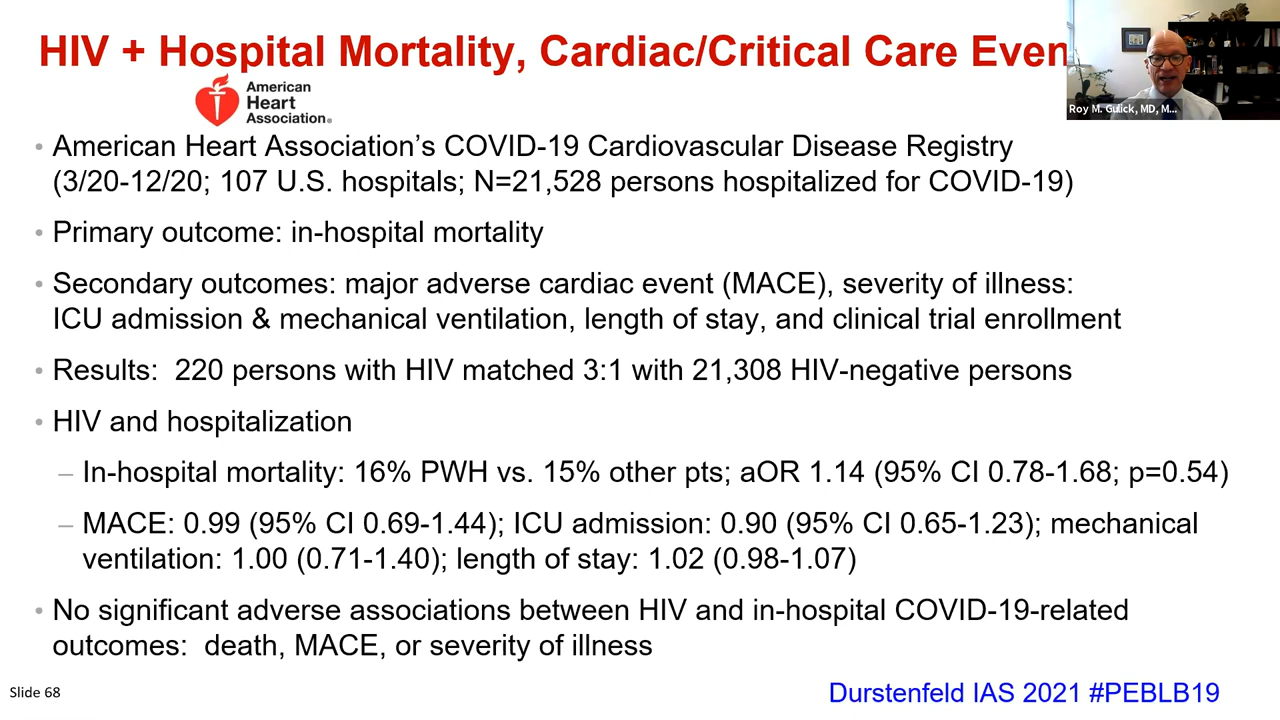 HIV + Hospital Mortality, Cardiac/Critical Care Even
Roy M. Gulick, MD, M...
American
Heart
Association.
• American Heart Association’s COVID-19 Cardiovascular Disease Registry
(3/20-12/20; 107 U.S. hospitals; N=21,528 persons hospitalized for COVID-19)
• Primary outcome: in-hospital mortality
• Secondary outcomes: major adverse cardiac event (MACE), severity of illness:
ICU admission & mechanical ventilation, length of stay, and clinical trial enrollment
• Results:  220 persons with HIV matched 3:1 with 21,308 HIV-negative persons
• HIV and hospitalization
– In-hospital mortality: 16% PWH vs. 15% other pts; aOR 1.14 (95% CI 0.78-1.68; p=0.54)
– MACE: 0.99 (95% CI 0.69-1.44); ICU admission: 0.90 (95% CI 0.65-1.23); mechanical
ventilation: 1.00 (0.71-1.40); length of stay: 1.02 (0.98-1.07)
• No significant adverse associations between HIV and in-hospital COVID-19-related
outcomes:  death, MACE, or severity of illness
Slide 68
Durstenfeld IAS 2021 #PEBLB19